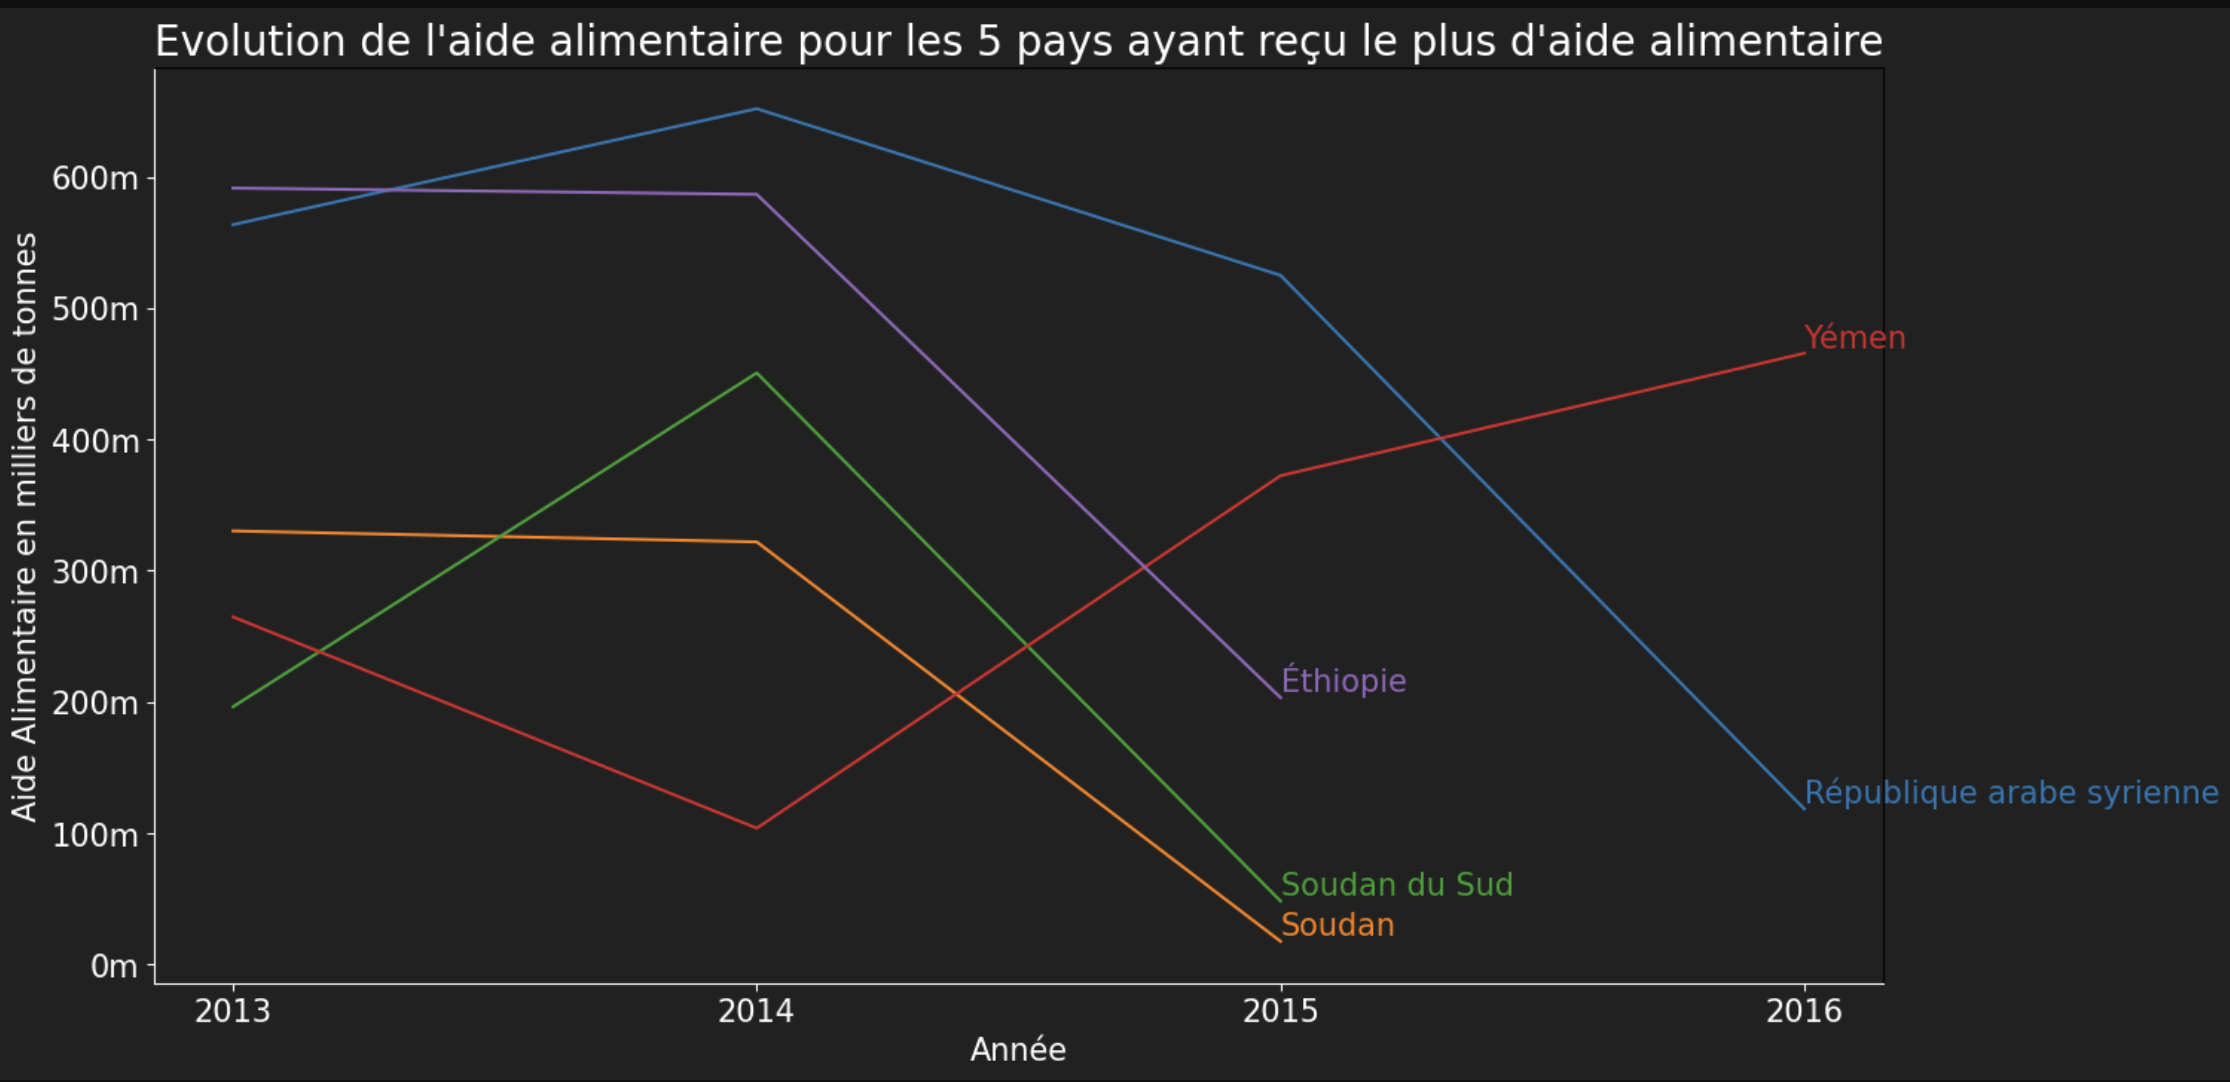 Evolution de l'aide alimentaire pour les 5 pays ayant reçu le plus d'aide alimentaire
Aide Alimentaire en milliers de tonnes
600m
500m
400m
300m
200m
100m
0m
Yémen
Éthiopie
République arabe syrienne
Soudan du Sud
Soudan
2013
2014
2015
2016
Année